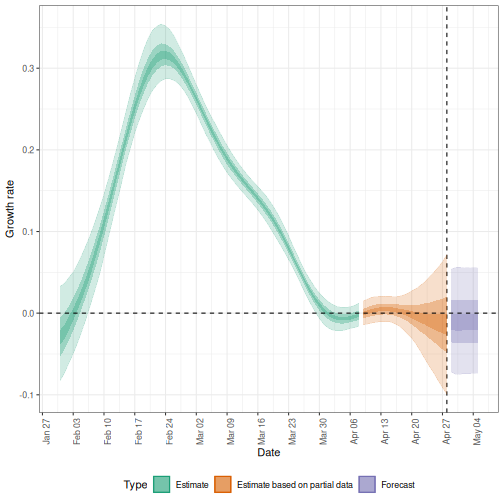 Growth rate
0.3
0.2
0.1
0.0
-0.1
Jan 27
Feb 03
Feb 10
Feb 17
Feb 24
Mar 02
Mar 09
Mar 16
Mar 23
Mar 30
Apr 06
Apr 13
Apr 20
Apr 27
May 04
Date
Type Estimate Estimate based on partial data Forecast